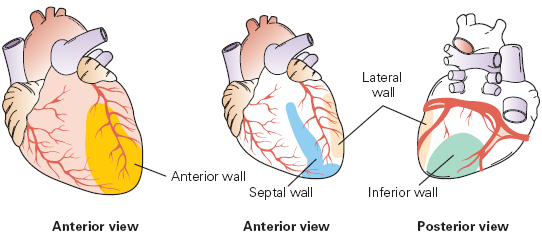 Lateral
wall
Anterior wall
Septal wall
Inferior wall
Anterior view
Anterior view
Posterior view